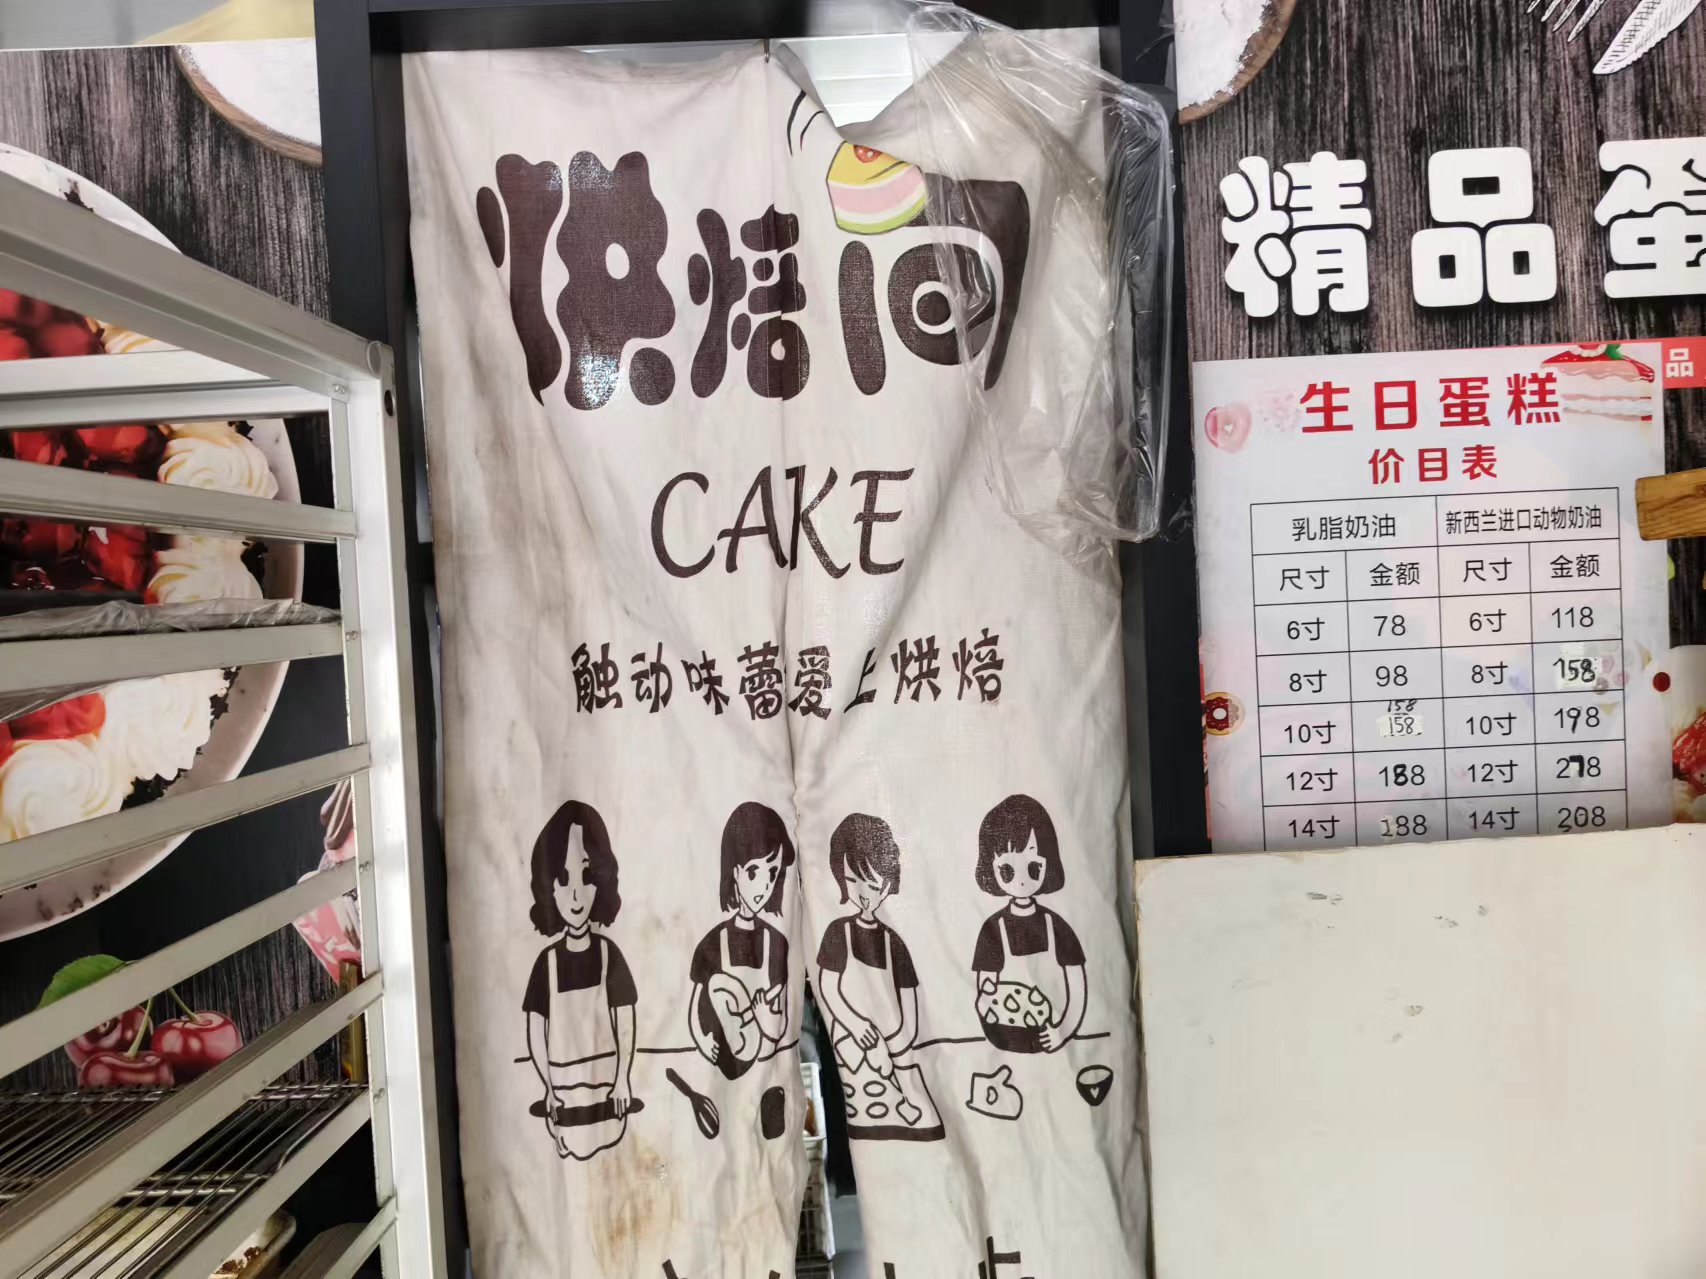 烘焙间
CAKE
触动味蕾爱上烘焙
精品蛋
品
生日蛋糕
价目表
乳脂奶油 新西兰进口动物奶油
尺寸 金额 尺寸 金额
6寸 78 6寸 118
8寸 98 8寸 158
158
10寸 158 10寸 198
12寸 188 12寸 278
14寸 188 14寸 208